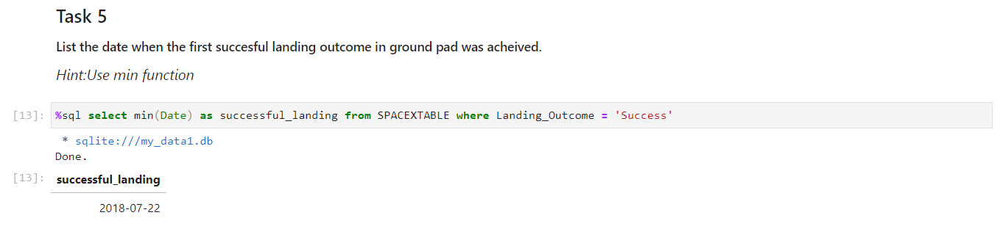 Task 5
List the date when the first succesful landing outcome in ground pad was acheived.
Hint:Use min function
[13]: %sql select min(Date) as successful_landing from SPACEXTABLE where Landing_Outcome = 'Success'
* sqlite:///my_data1.db
Done.
[13]: successful_landing
2018-07-22